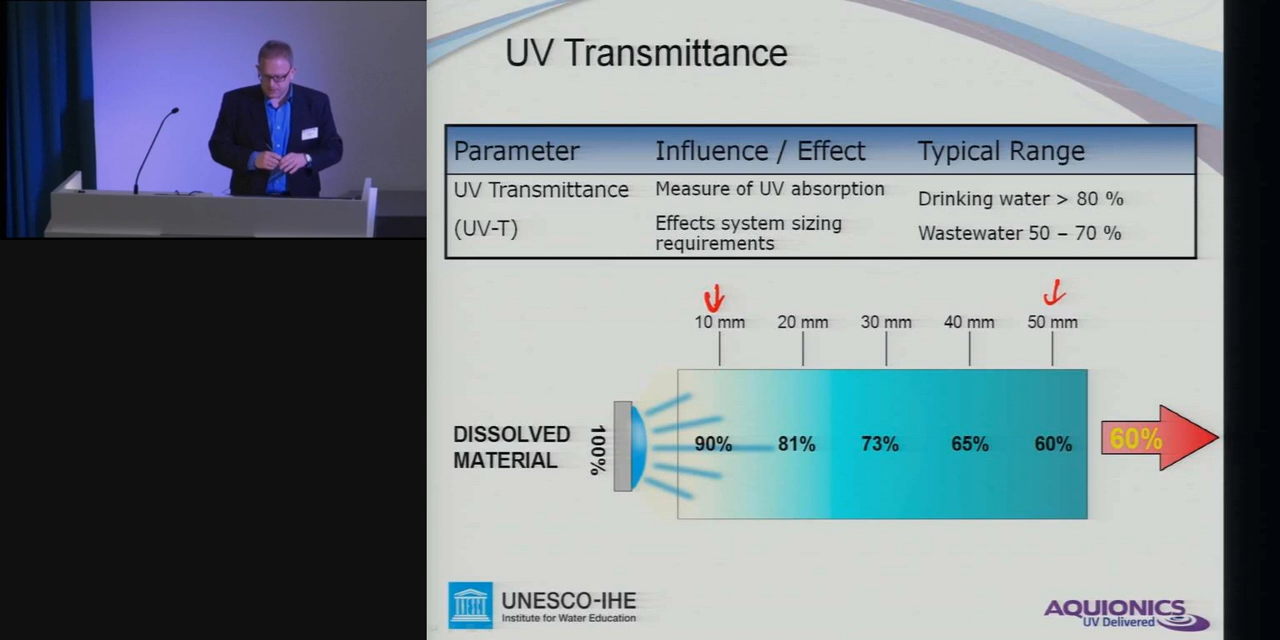 UV Transmittance
Parameter Influence / Effect Typical Range
UV Transmittance Measure of UV absorption Drinking water > 80 %
(UV-T) Effects system sizing requirements Wastewater 50 – 70 %
10 mm 20 mm 30 mm 40 mm 50 mm
DISSOLVED MATERIAL
100% 90% 81% 73% 65% 60% 60%
UNESCO-IHE
Institute for Water Education
AQUIONICS
UV Delivered